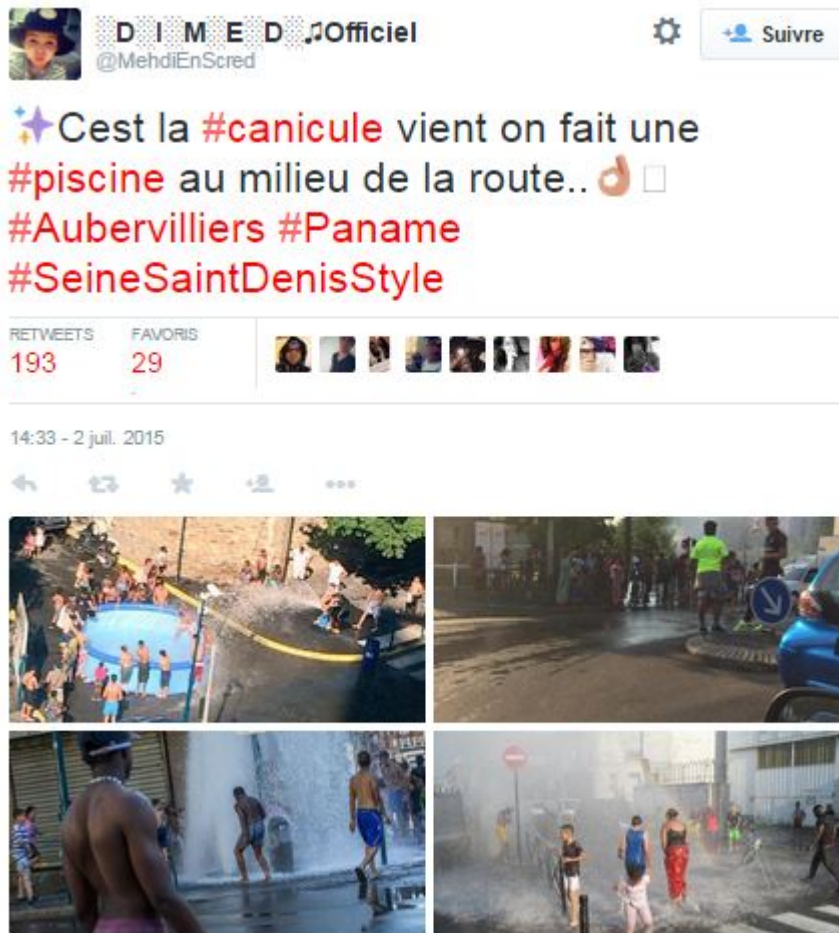 D I M E D ♫Officiel
Suivre
@MehdiEnScred
✨Cest la #canicule vient on fait une
#piscine au milieu de la route..👌
#Aubervilliers #Paname
#SeineSaintDenisStyle
RETWEETS FAVORIS
193 29
14:33 - 2 juil. 2015